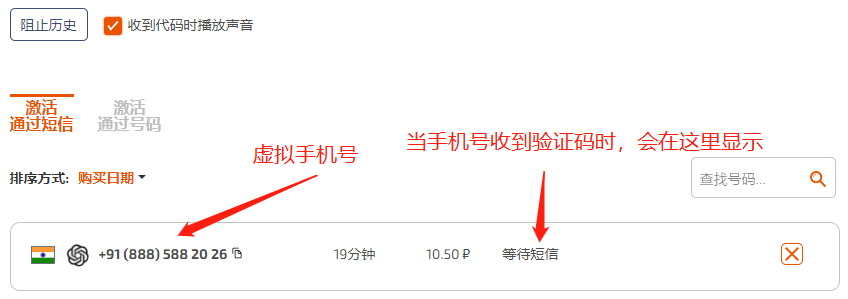 阻止历史
收到代码时播放声音
激活
通过短信
激活
通过号码
虚拟手机号
当手机号收到验证码时，会在这里显示
排序方式: 购买日期
查找号码...
+91 (888) 588 20 26
19分钟
10.50 ₽
等待短信